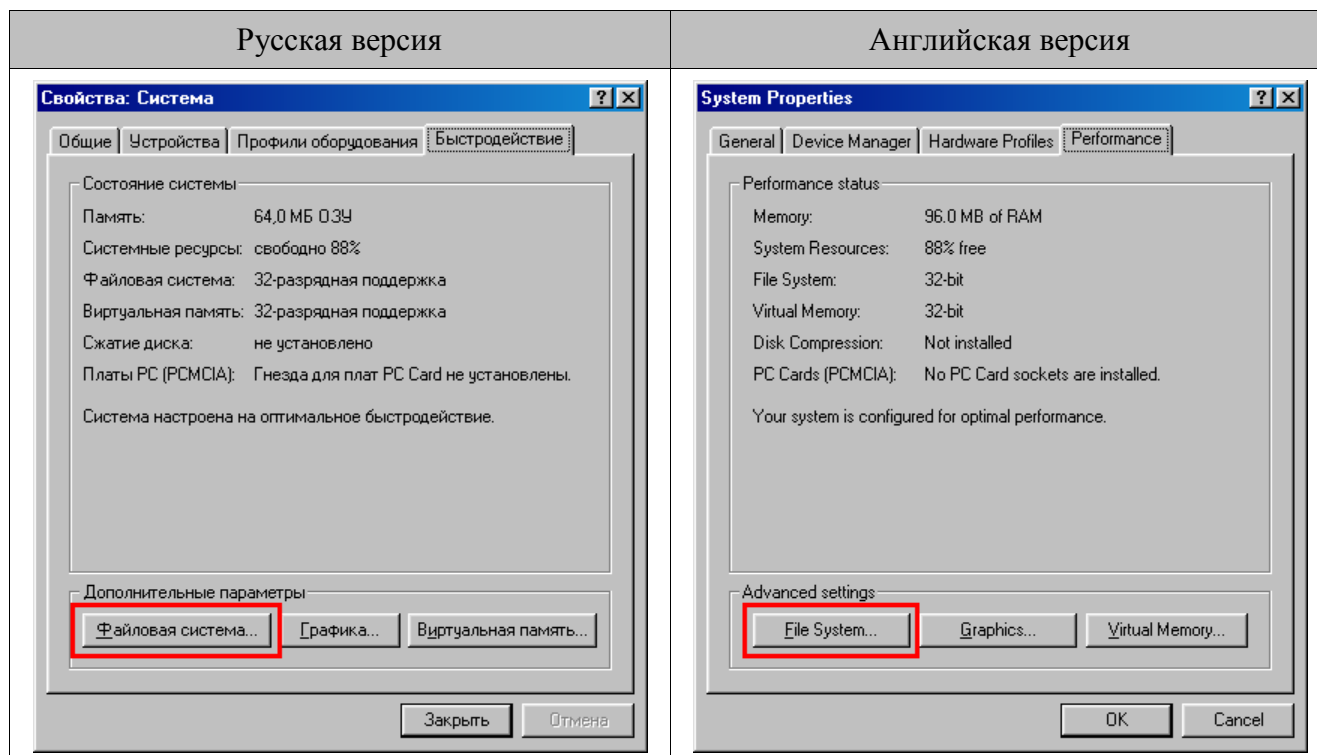 Русская версия
Английская версия
Свойства: Система
Общие Устройства Профили оборудования Быстродействие
Состояние системы
Память: 64,0 МБ ОЗУ
Системные ресурсы: свободно 88%
Файловая система: 32-разрядная поддержка
Виртуальная память: 32-разрядная поддержка
Сжатие диска: не установлено
Платы PC (PCMCIA): Гнезда для плат PC Card не установлены.
Система настроена на оптимальное быстродействие.
Дополнительные параметры
Файловая система... Графика... Виртуальная память...
Закрыть Отмена
System Properties
General Device Manager Hardware Profiles Performance
Performance status
Memory: 96.0 MB of RAM
System Resources: 88% free
File System: 32-bit
Virtual Memory: 32-bit
Disk Compression: Not installed
PC Cards (PCMCIA): No PC Card sockets are installed.
Your system is configured for optimal performance.
Advanced settings
File System... Graphics... Virtual Memory...
OK Cancel